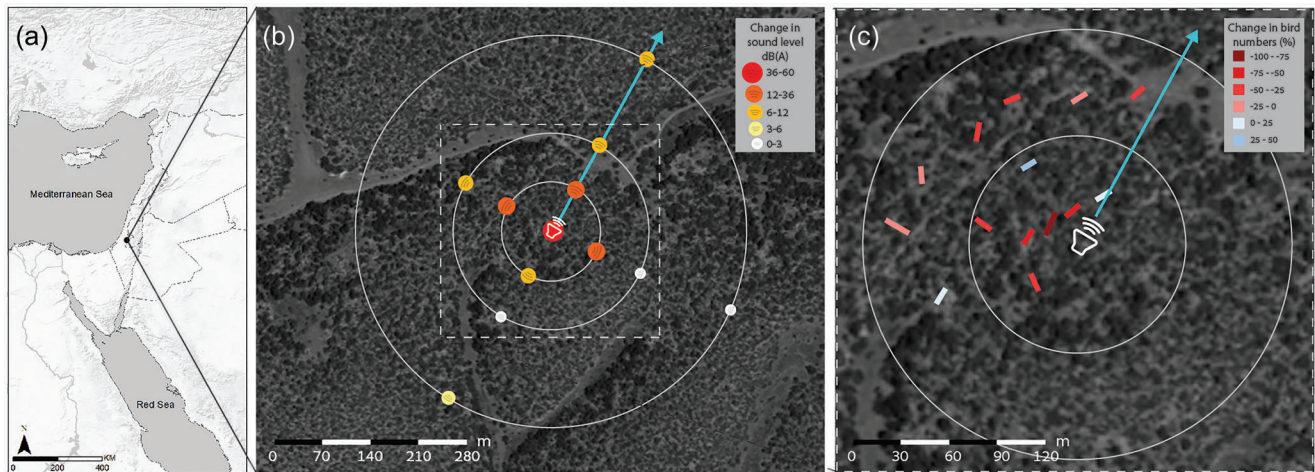 (a)
Mediterranean Sea
Red Sea
N
0 200 400 KM
(b)
Change in
sound level
dB(A)
36-60
12-36
6-12
3-6
0-3
0 70 140 210 280 m
(c)
Change in bird
numbers (%)
-100 - -75
-75 - -50
-50 - -25
-25 - 0
0 - 25
25 - 50
0 30 60 90 120 m